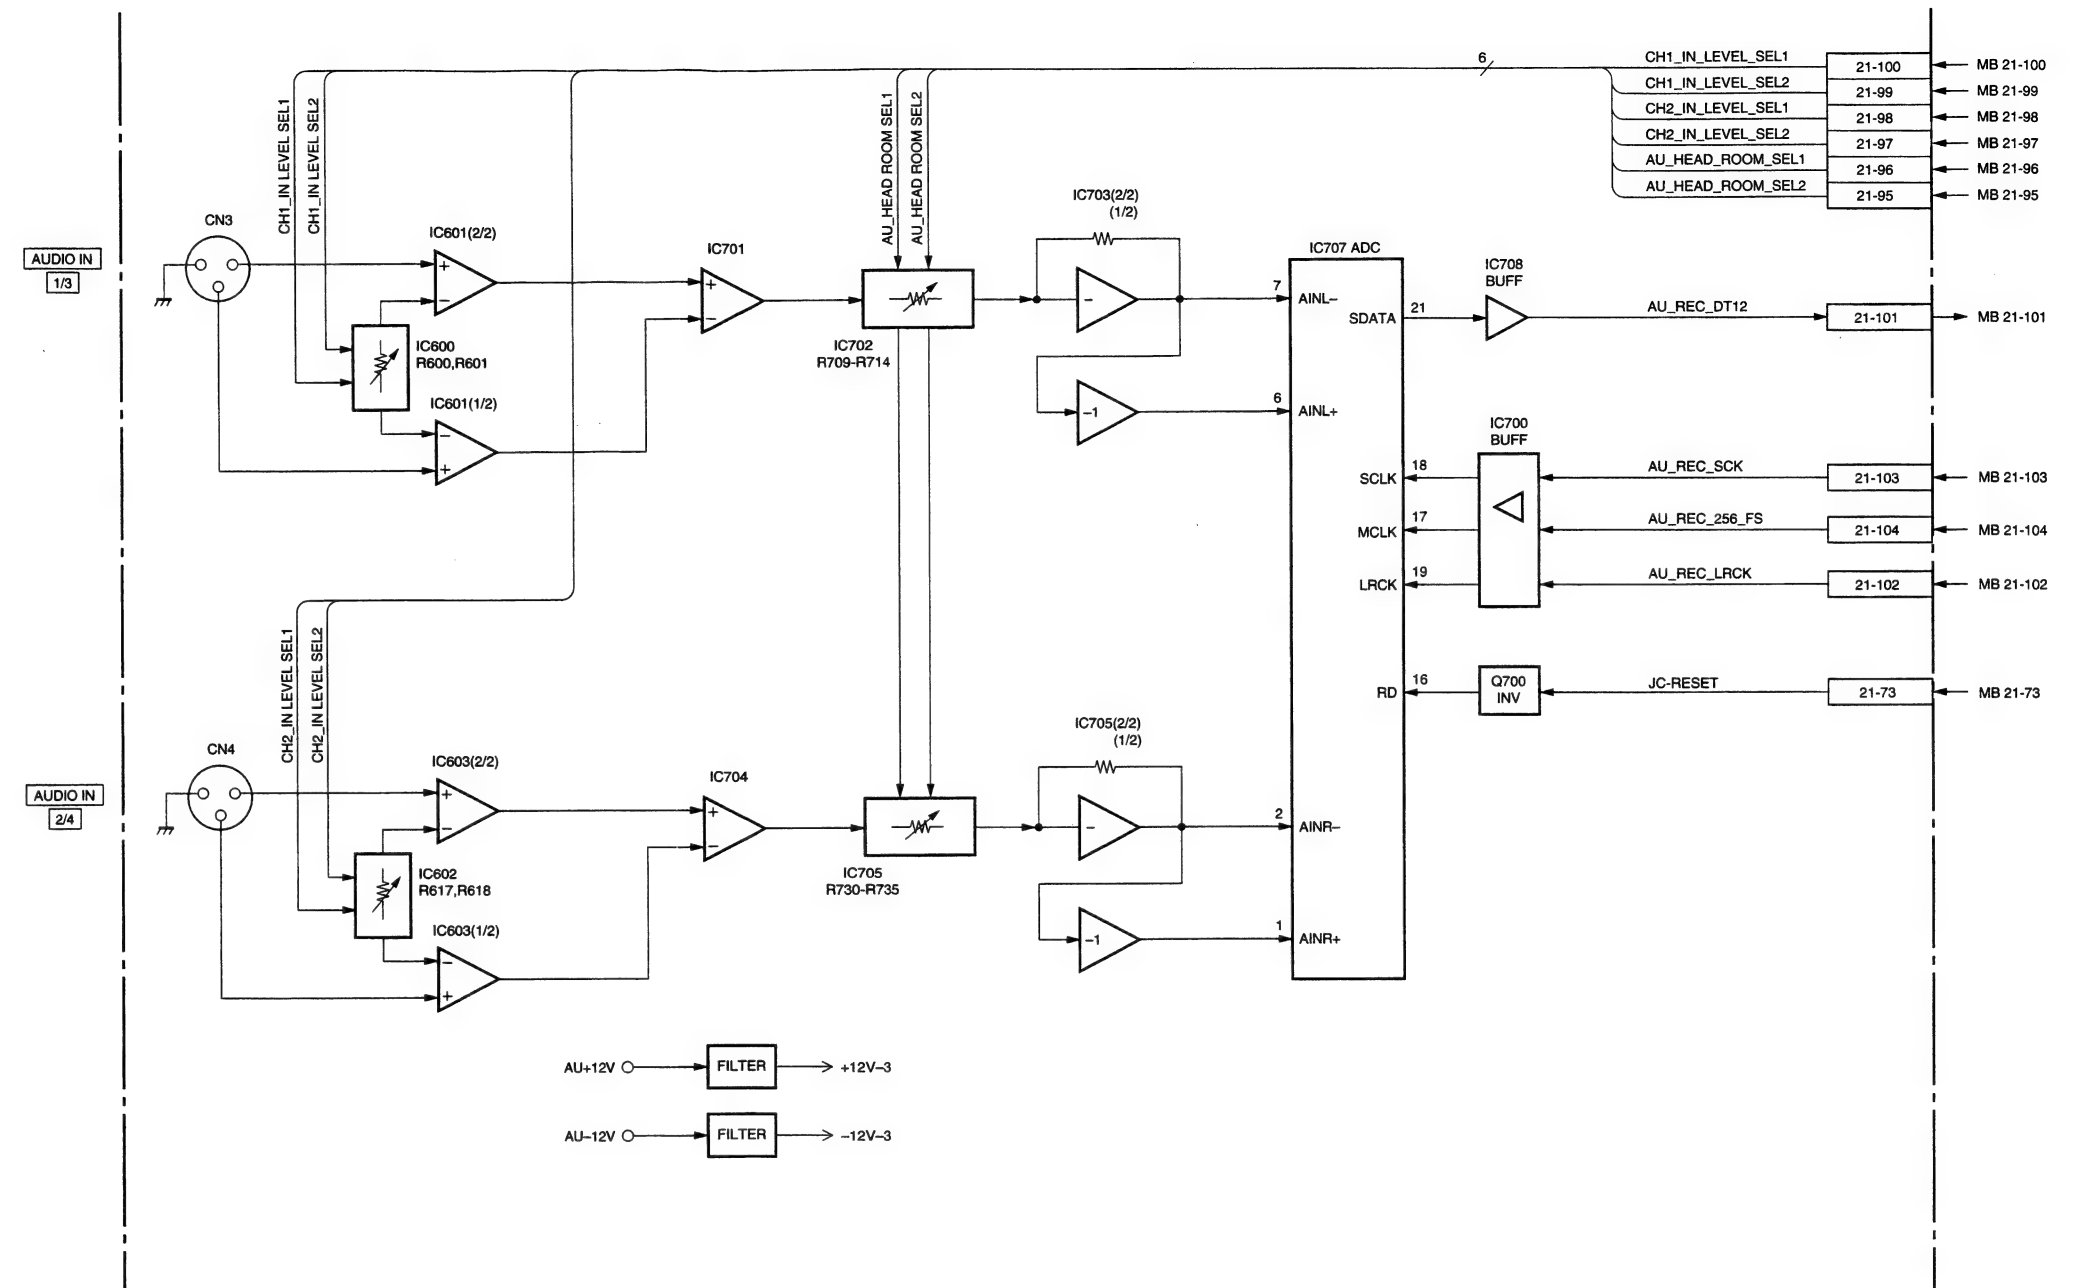 6
CH1_IN_LEVEL_SEL1
21-100
MB 21-100
CH1_IN_LEVEL_SEL2
21-99
MB 21-99
CH2_IN_LEVEL_SEL1
21-98
MB 21-98
CH2_IN_LEVEL_SEL2
21-97
MB 21-97
AU_HEAD_ROOM_SEL1
21-96
MB 21-96
AU_HEAD_ROOM_SEL2
21-95
MB 21-95
CH1_IN LEVEL SEL1
CH1_IN LEVEL SEL2
AU_HEAD ROOM SEL1
AU_HEAD ROOM SEL2
CN3
AUDIO IN
1/3
IC601(2/2)
+
−
IC600
R600,R601
IC601(1/2)
−
+
IC701
+
−
IC702
R709-R714
IC703(2/2)
(1/2)
−
−1
IC707 ADC
7
AINL−
6
AINL+
SDATA
21
IC708
BUFF
AU_REC_DT12
21-101
MB 21-101
IC700
BUFF
SCLK
18
AU_REC_SCK
21-103
MB 21-103
MCLK
17
AU_REC_256_FS
21-104
MB 21-104
LRCK
19
AU_REC_LRCK
21-102
MB 21-102
RD
16
Q700
INV
JC-RESET
21-73
MB 21-73
CH2_IN LEVEL SEL1
CH2_IN LEVEL SEL2
CN4
AUDIO IN
2/4
IC603(2/2)
+
−
IC602
R617,R618
IC603(1/2)
−
+
IC704
+
−
IC705
R730-R735
IC705(2/2)
(1/2)
−
−1
2
AINR−
1
AINR+
AU+12V
FILTER
+12V−3
AU−12V
FILTER
−12V−3